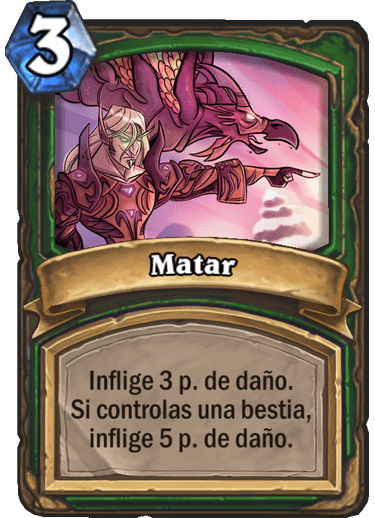 3
Matar
Inflige 3 p. de daño.
Si controlas una bestia,
inflige 5 p. de daño.